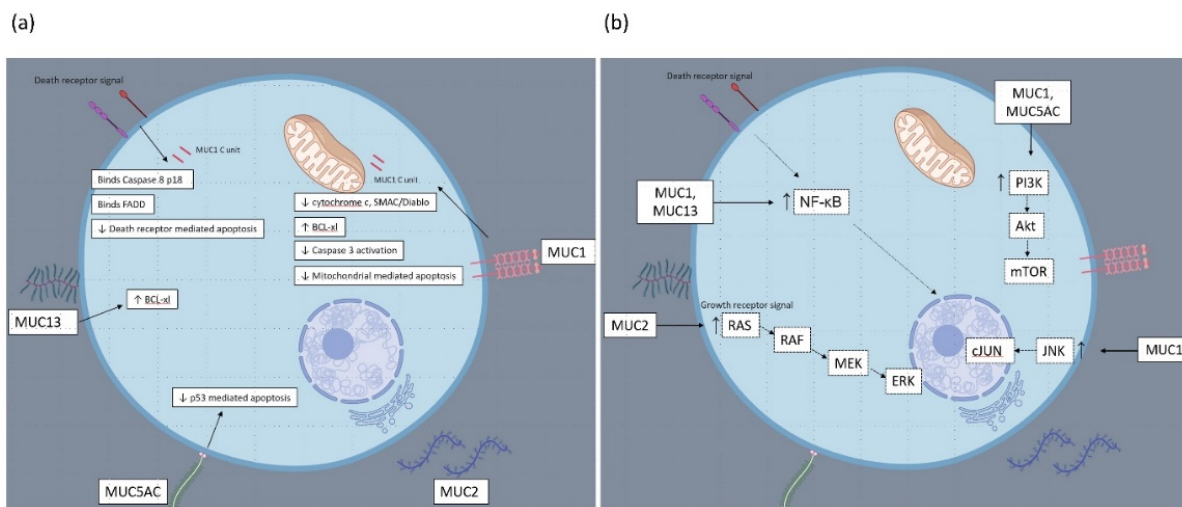 (a)
Death receptor signal
MUC1 C unit
Binds Caspase 8 p18
Binds FADD
↓ Death receptor mediated apoptosis
MUC1 C unit
↓ cytochrome c, SMAC/Diablo
↑ BCL-xl
↓ Caspase 3 activation
↓ Mitochondrial mediated apoptosis
MUC1
MUC13
↑ BCL-xl
↓ p53 mediated apoptosis
MUC5AC
MUC2
(b)
Death receptor signal
MUC1,
MUC5AC
MUC1,
MUC13
↑ NF-κB
↑ PI3K
Akt
mTOR
Growth receptor signal
MUC2
↑ RAS
RAF
MEK
ERK
cJUN
JNK ↑
MUC1